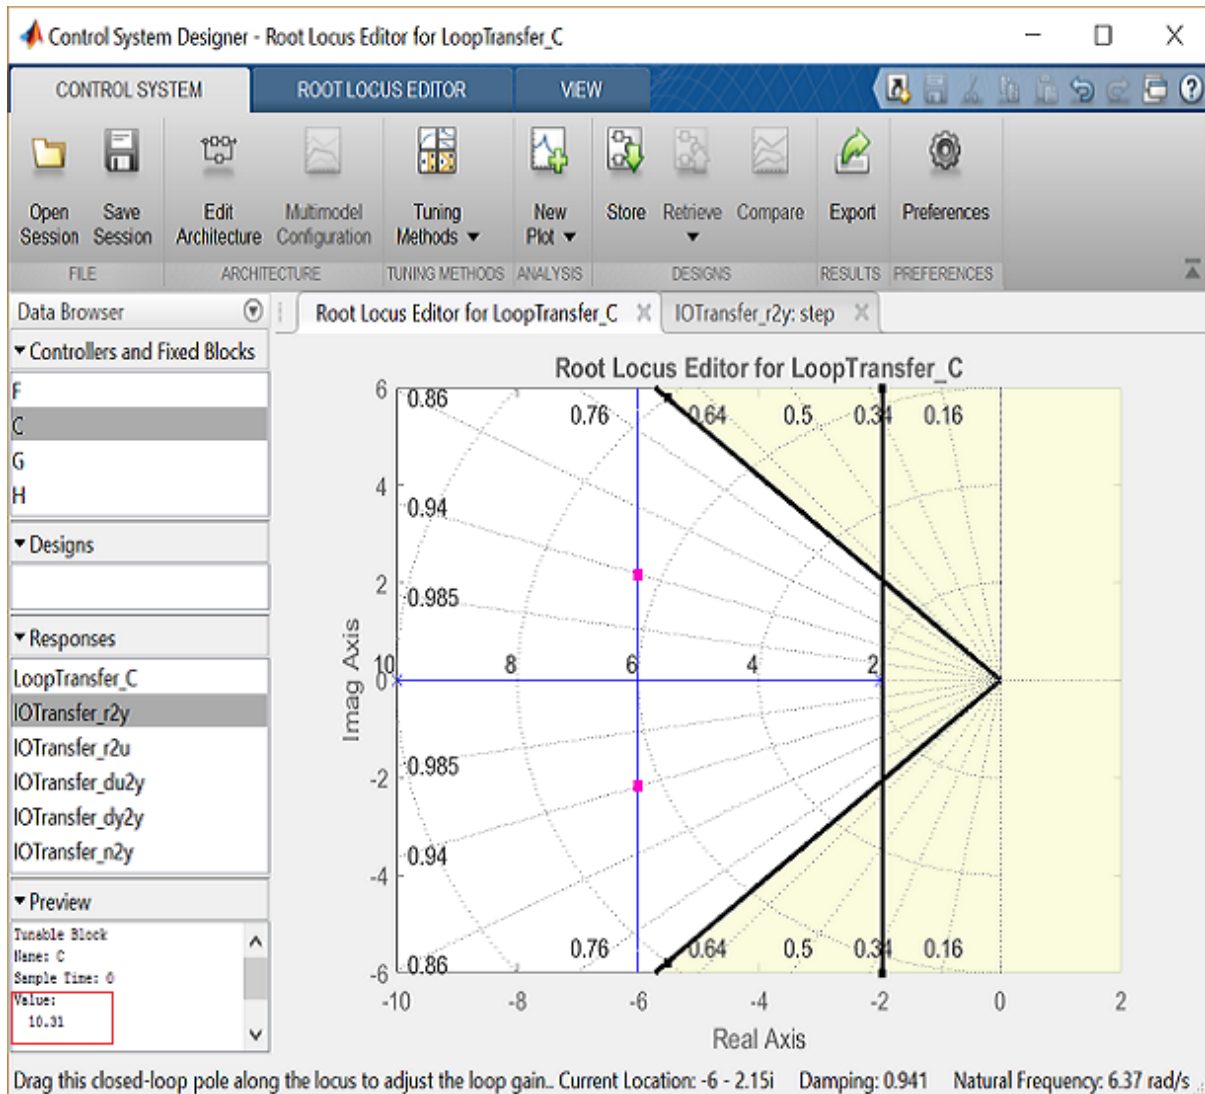 Control System Designer - Root Locus Editor for LoopTransfer_C
CONTROL SYSTEM ROOT LOCUS EDITOR VIEW
Open Session Save Session Edit Architecture Multimodel Configuration Tuning Methods New Plot Store Retrieve Compare Export Preferences
FILE ARCHITECTURE TUNING METHODS ANALYSIS DESIGNS RESULTS PREFERENCES
Data Browser
Controllers and Fixed Blocks
F
C
G
H
Designs
Responses
LoopTransfer_C
IOTransfer_r2y
IOTransfer_r2u
IOTransfer_du2y
IOTransfer_dy2y
IOTransfer_n2y
Preview
Tunable Block
Name: C
Sample Time: 0
Value:
10.31
Root Locus Editor for LoopTransfer_C IOTransfer_r2y: step
Root Locus Editor for LoopTransfer_C
6
0.86 0.76 0.64 0.5 0.34 0.16
4
0.94
2
0.985
10 8 6 4 2
0
0.985
-2
0.94
-4
0.86 0.76 0.64 0.5 0.34 0.16
-6
-10 -8 -6 -4 -2 0 2
Imag Axis
Real Axis
Drag this closed-loop pole along the locus to adjust the loop gain.. Current Location: -6 - 2.15i Damping: 0.941 Natural Frequency: 6.37 rad/s